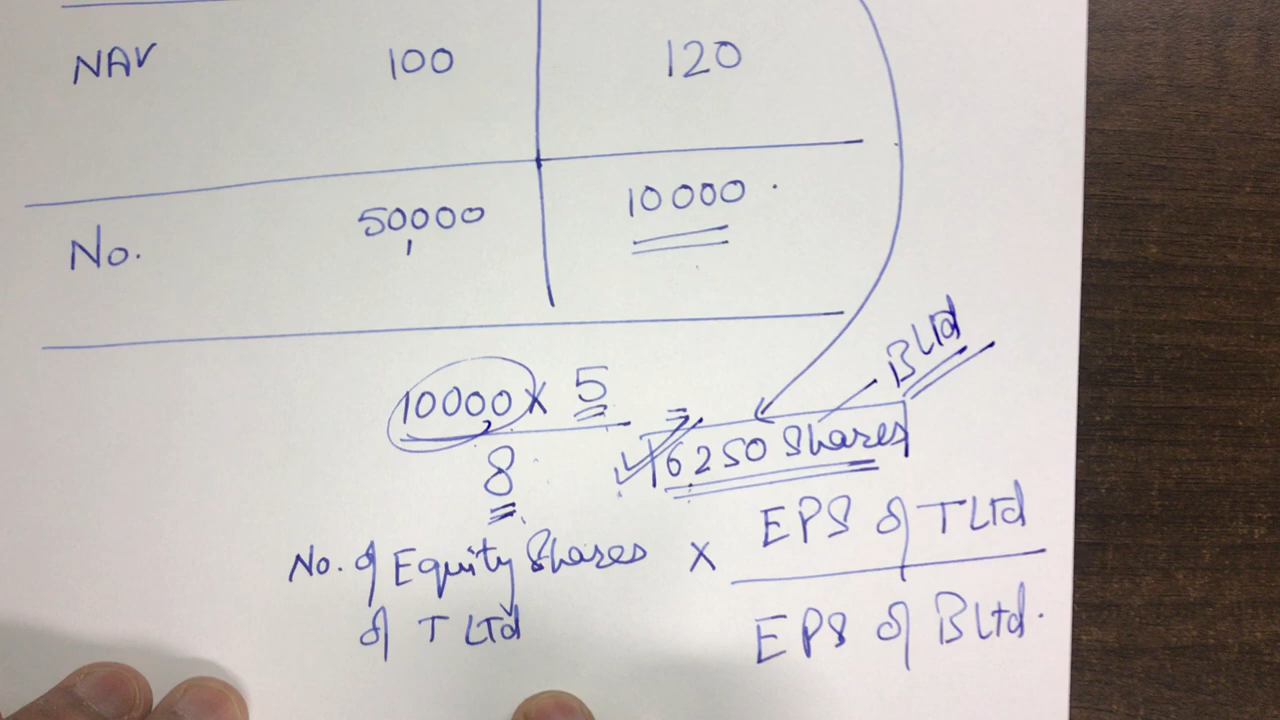 NAV 100 120
No. 50000 10000
10000 × 5 = 6250 Shares B Ltd
8
No. of Equity Shares × EPS of T Ltd
of T Ltd EPS of B Ltd.